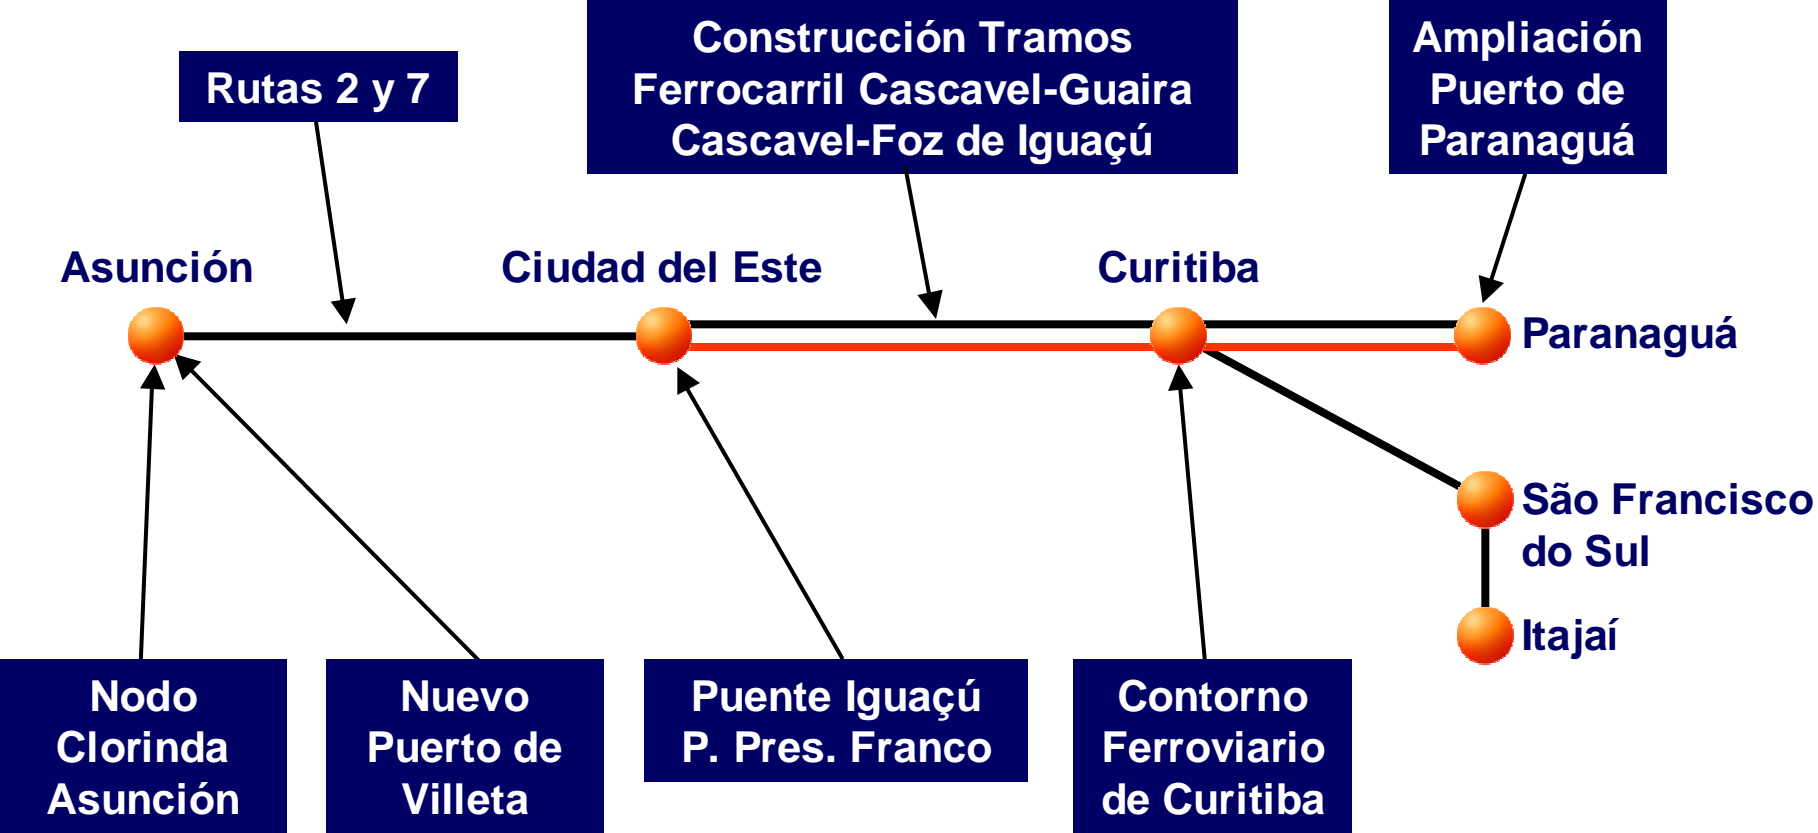 Construcción Tramos
Ferrocarril Cascavel-Guaira
Cascavel-Foz de Iguaçú
Ampliación
Puerto de
Paranaguá
Rutas 2 y 7
Asunción
Ciudad del Este
Curitiba
Paranaguá
São Francisco
do Sul
Itajaí
Nodo
Clorinda
Asunción
Nuevo
Puerto de
Villeta
Puente Iguaçú
P. Pres. Franco
Contorno
Ferroviario
de Curitiba